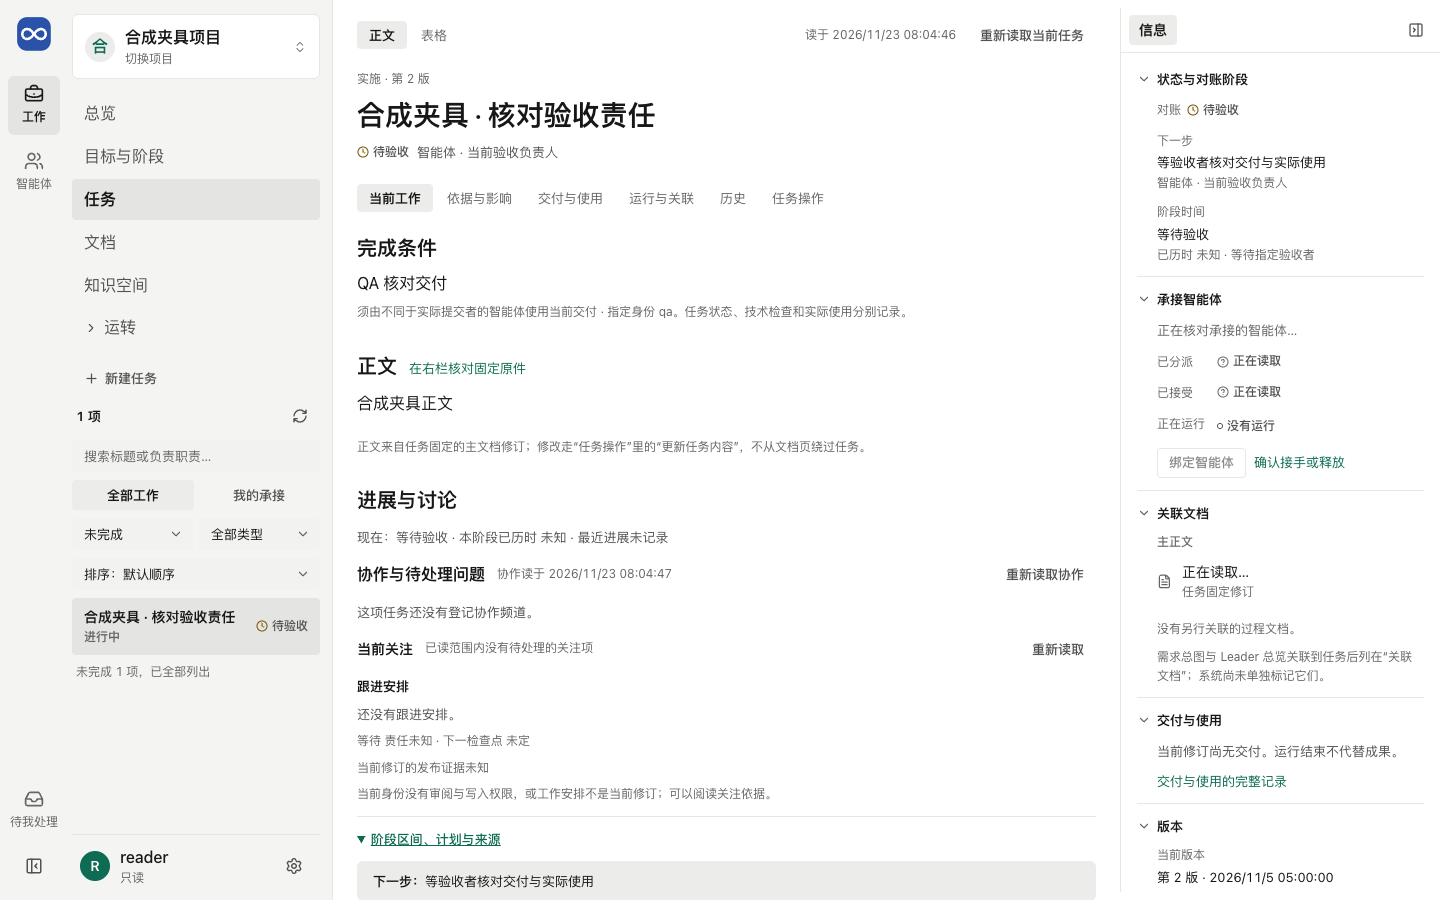 工作
智能体
待我处理
合
合成夹具项目
切换项目
总览
目标与阶段
任务
文档
知识空间
运转
新建任务
1 项
搜索标题或负责职责...
全部工作
我的承接
未完成
全部类型
排序：默认顺序
合成夹具 · 核对验收责任
进行中
待验收
未完成 1 项，已全部列出
R
reader
只读
正文
表格
读于 2026/11/23 08:04:46
重新读取当前任务
实施 · 第 2 版
合成夹具 · 核对验收责任
待验收 智能体 · 当前验收负责人
当前工作
依据与影响
交付与使用
运行与关联
历史
任务操作
完成条件
QA 核对交付
须由不同于实际提交者的智能体使用当前交付 · 指定身份 qa。任务状态、技术检查和实际使用分别记录。
正文 在右栏核对固定原件
合成夹具正文
正文来自任务固定的主文档修订；修改走“任务操作”里的“更新任务内容”，不从文档页绕过任务。
进展与讨论
现在：等待验收 · 本阶段已历时 未知 · 最近进展未记录
协作与待处理问题 协作读于 2026/11/23 08:04:47
重新读取协作
这项任务还没有登记协作频道。
当前关注 已读范围内没有待处理的关注项
重新读取
跟进安排
还没有跟进安排。
等待 责任未知 · 下一检查点 未定
当前修订的发布证据未知
当前身份没有审阅与写入权限，或工作安排不是当前修订；可以阅读关注依据。
阶段区间、计划与来源
下一步：等验收者核对交付与实际使用
信息
状态与对账阶段
对账 待验收
下一步
等验收者核对交付与实际使用
智能体 · 当前验收负责人
阶段时间
等待验收
已历时 未知 · 等待指定验收者
承接智能体
正在核对承接的智能体...
已分派 正在读取
已接受 正在读取
正在运行 没有运行
绑定智能体 确认接手或释放
关联文档
主正文
正在读取...
任务固定修订
没有另行关联的过程文档。
需求总图与 Leader 总览关联到任务后列在“关联
文档”；系统尚未单独标记它们。
交付与使用
当前修订尚无交付。运行结束不代替成果。
交付与使用的完整记录
版本
当前版本
第 2 版 · 2026/11/5 05:00:00